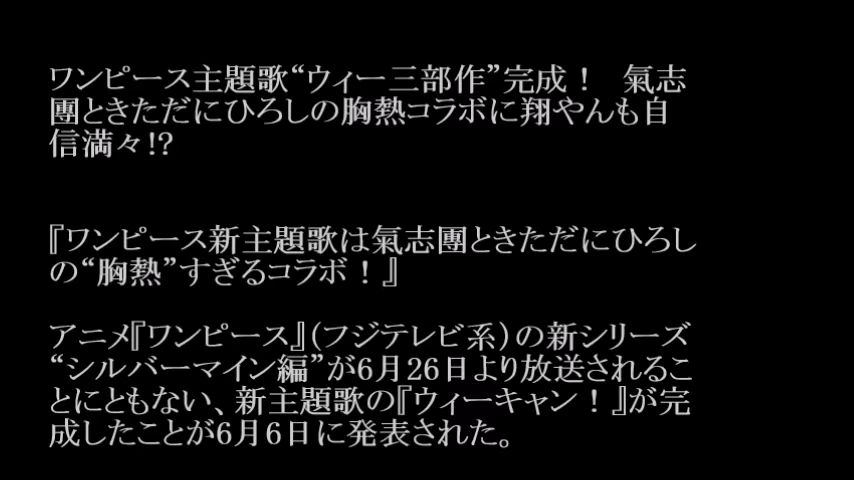 ワンピース主題歌“ウィー三部作”完成！　氣志
團ときただにひろしの胸熱コラボに翔やんも自
信満々!?
『ワンピース新主題歌は氣志團ときただにひろし
の“胸熱”すぎるコラボ！』
アニメ『ワンピース』（フジテレビ系）の新シリーズ
“シルバーマイン編”が6月26日より放送されるこ
とにともない、新主題歌の『ウィーキャン！』が完
成したことが6月6日に発表された。